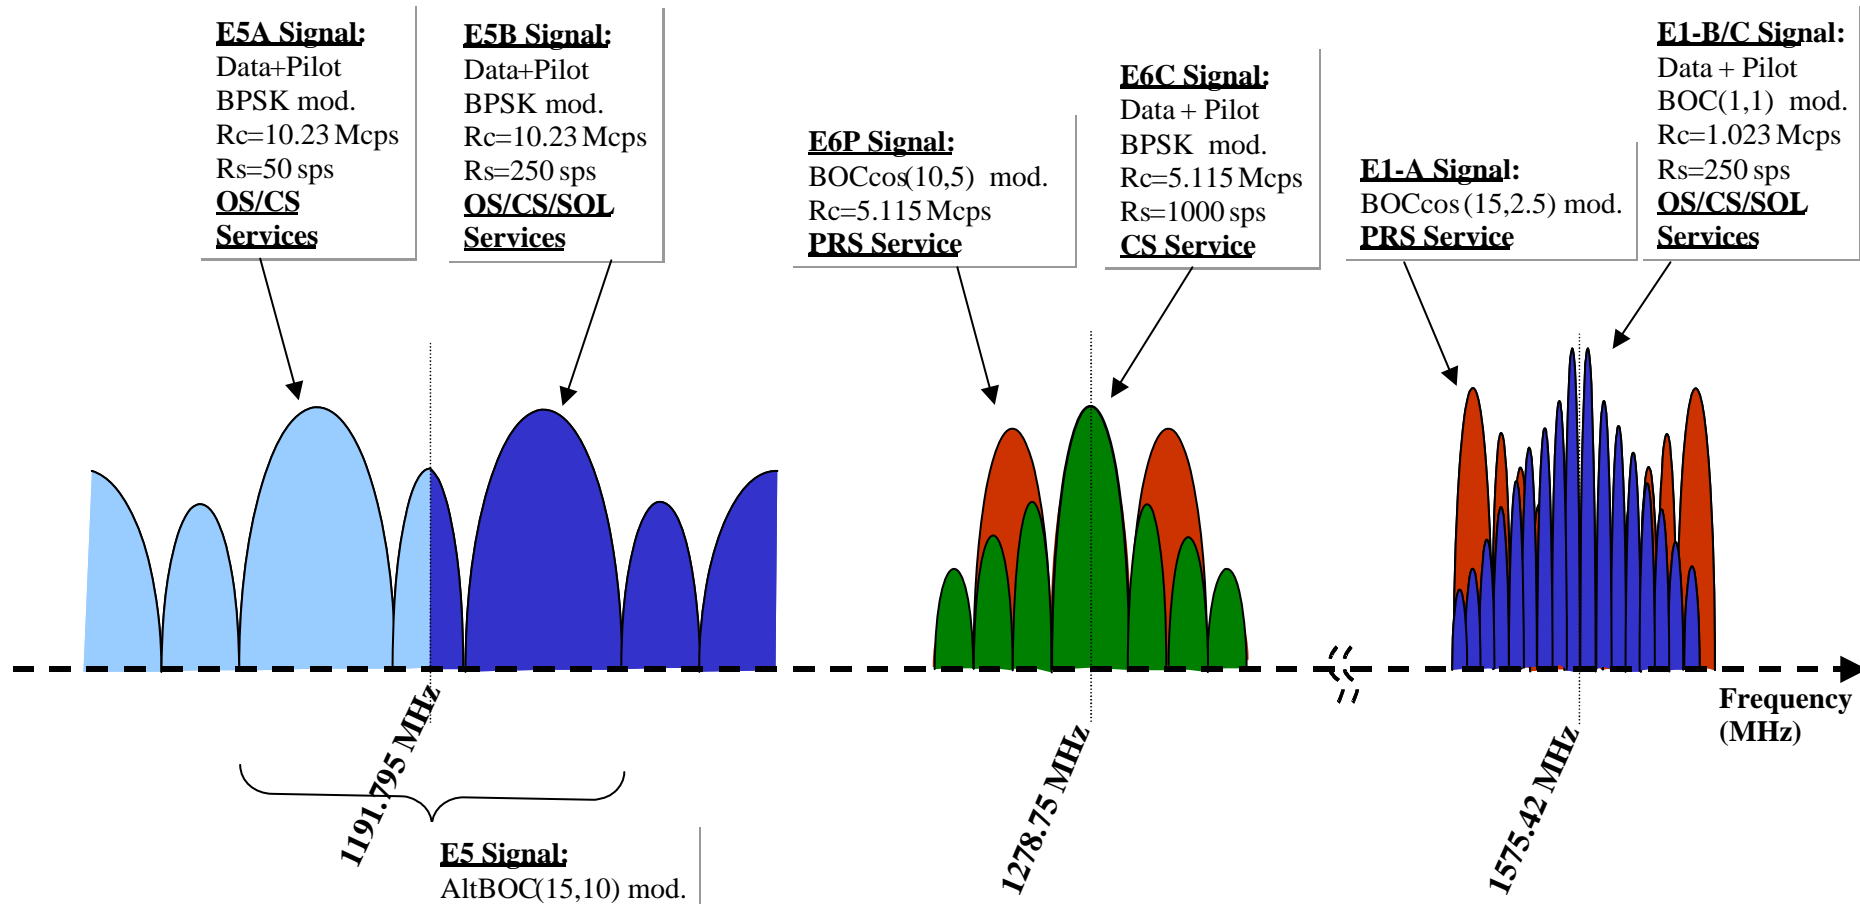 E5A Signal:
Data+Pilot
BPSK mod.
Rc=10.23 Mcps
Rs=50 sps
OS/CS
Services
E5B Signal:
Data+Pilot
BPSK mod.
Rc=10.23 Mcps
Rs=250 sps
OS/CS/SOL
Services
E6P Signal:
BOCcos(10,5) mod.
Rc=5.115 Mcps
PRS Service
E6C Signal:
Data + Pilot
BPSK mod.
Rc=5.115 Mcps
Rs=1000 sps
CS Service
E1-A Signal:
BOCcos (15,2.5) mod.
PRS Service
E1-B/C Signal:
Data + Pilot
BOC(1,1) mod.
Rc=1.023 Mcps
Rs=250 sps
OS/CS/SOL
Services
Frequency
(MHz)
1191.795 MHz
1278.75 MHz
1575.42 MHz
E5 Signal:
AltBOC(15,10) mod.